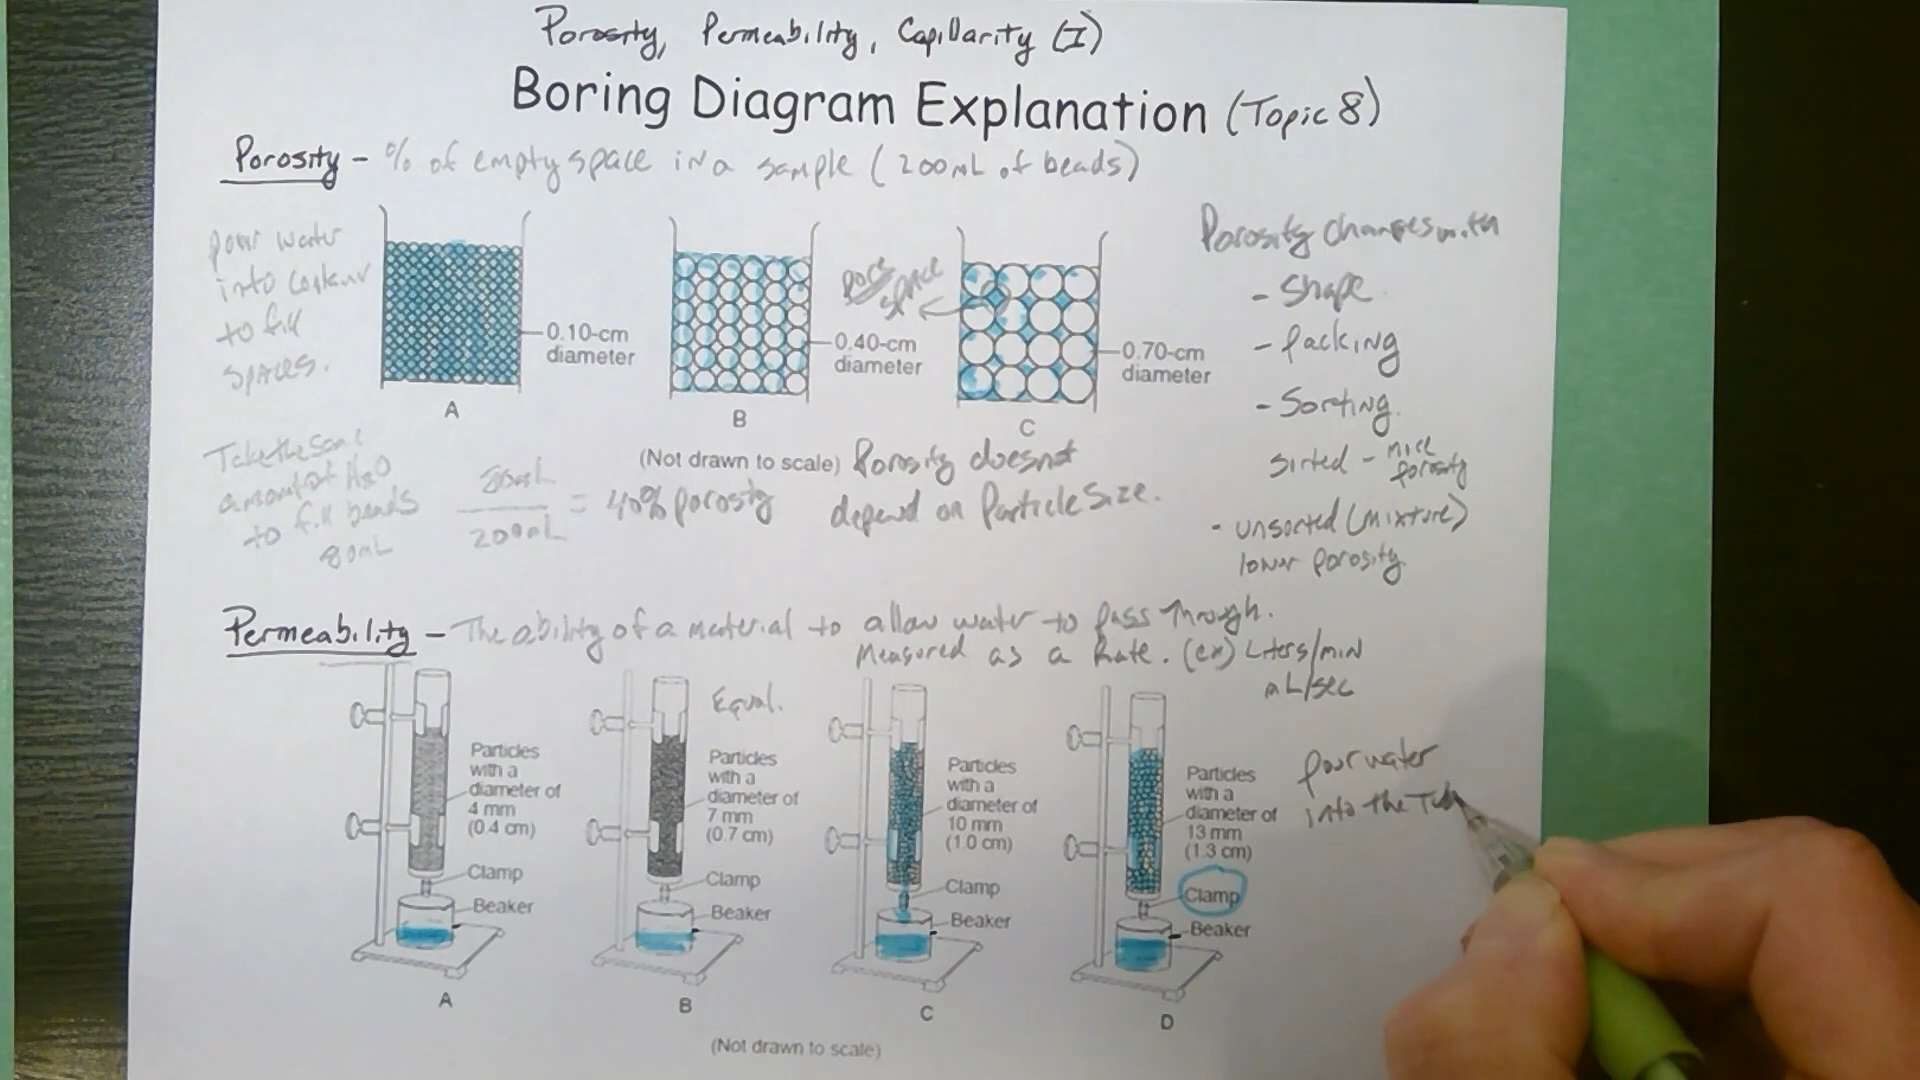 Porosity, Permeability, Capillarity (I)
Boring Diagram Explanation (Topic 8)
Porosity - % of empty space in a sample (200mL of beads)
pour water
into container
to fill
spaces.
0.10-cm
diameter
A
0.40-cm
diameter
B
pore
space
0.70-cm
diameter
C
(Not drawn to scale)
Porosity changes with
- Shape
- Packing
- Sorting.
sorted - nice
porosity
- unsorted (mixture)
lower porosity
Take the same
amount of H2O
to fill beads
80mL
80mL
200mL
= 40% porosity
Porosity doesnt
depend on Particle Size.
Permeability - The ability of a material to allow water to pass through.
Measured as a Rate. (ex) Liters/min
mL/sec
Particles
with a
diameter of
4 mm
(0.4 cm)
Clamp
Beaker
A
Equal.
Particles
with a
diameter of
7 mm
(0.7 cm)
Clamp
Beaker
B
Particles
with a
diameter of
10 mm
(1.0 cm)
Clamp
Beaker
C
Particles
with a
diameter of
13 mm
(1.3 cm)
Clamp
Beaker
D
pour water
into the
(Not drawn to scale)